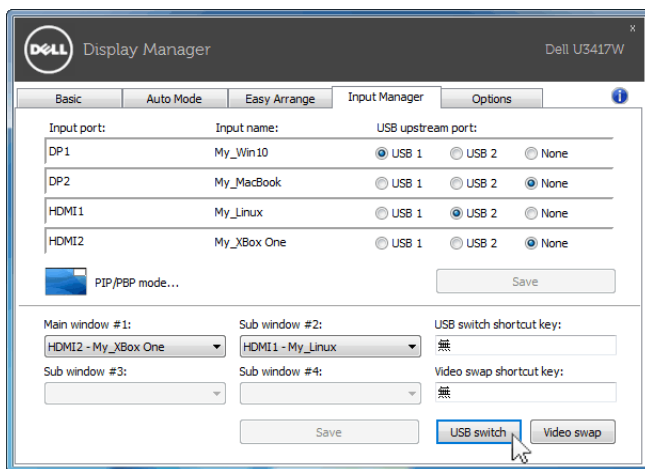 x
DELL Display Manager Dell U3417W
Basic Auto Mode Easy Arrange Input Manager Options i
Input port: Input name: USB upstream port:
DP1 My_Win10 USB 1 USB 2 None
DP2 My_MacBook USB 1 USB 2 None
HDMI1 My_Linux USB 1 USB 2 None
HDMI2 My_XBox One USB 1 USB 2 None
PIP/PBP mode... Save
Main window #1: Sub window #2: USB switch shortcut key:
HDMI2 - My_XBox One HDMI1 - My_Linux 無
Sub window #3: Sub window #4: Video swap shortcut key:
無
Save USB switch Video swap